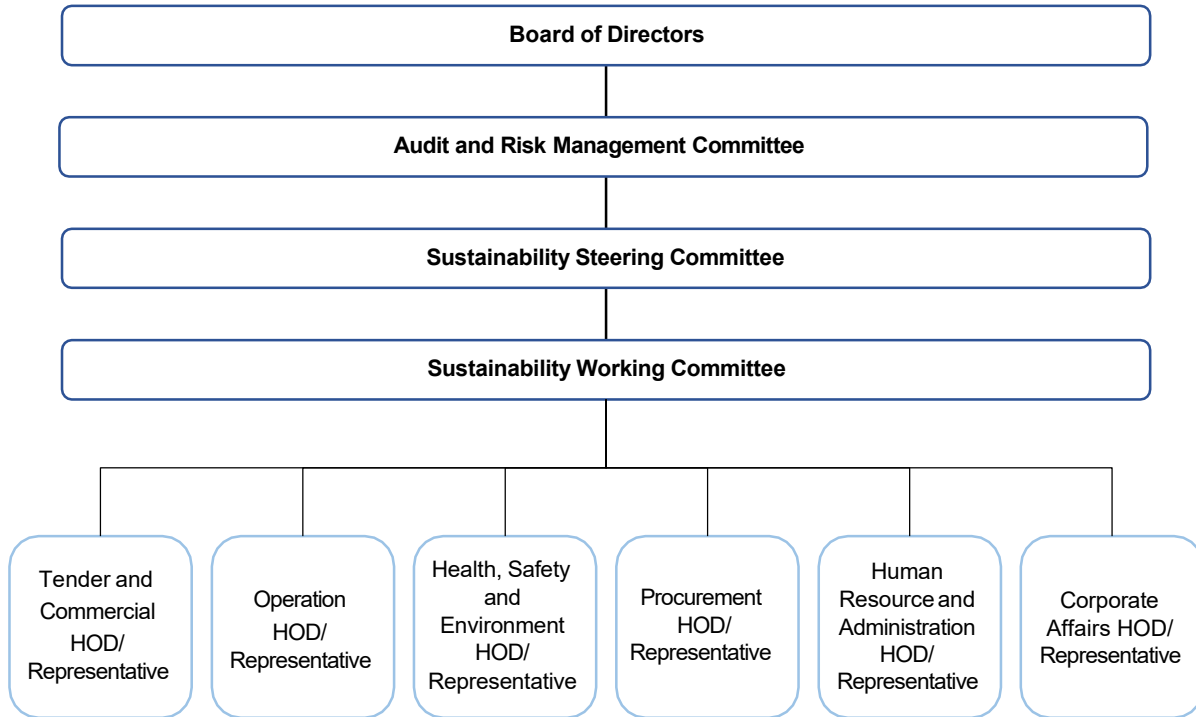 Board of Directors
Audit and Risk Management Committee
Sustainability Steering Committee
Sustainability Working Committee
Tender and
Commercial
HOD/
Representative
Operation
HOD/
Representative
Health, Safety
and
Environment
HOD/
Representative
Procurement
HOD/
Representative
Human
Resource and
Administration
HOD/
Representative
Corporate
Affairs HOD/
Representative